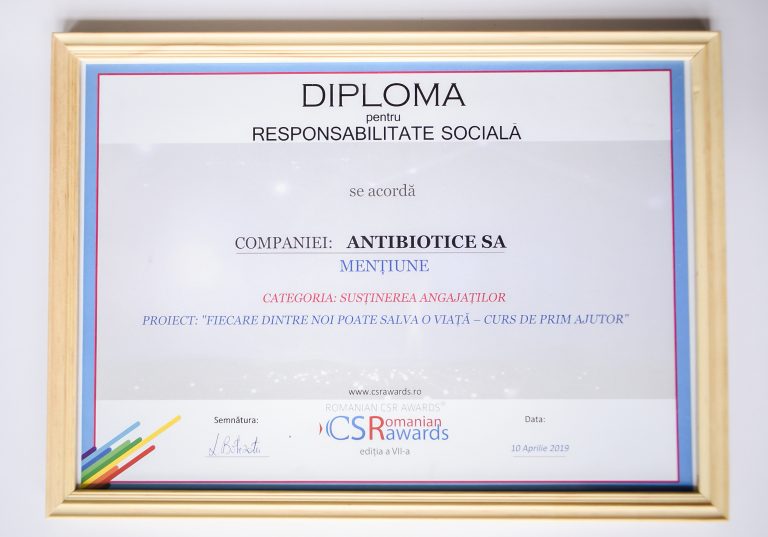 DIPLOMA
pentru
RESPONSABILITATE SOCIALĂ
se acordă
COMPANIEI: ANTIBIOTICE SA
MENȚIUNE
CATEGORIA: SUSȚINEREA ANGAJAȚILOR
PROIECT: "FIECARE DINTRE NOI POATE SALVA O VIAȚĂ – CURS DE PRIM AJUTOR"
www.csrawards.ro
ROMANIAN CSR AWARDS
Semnătura:
CSRomanian awards
Data:
ediția a VII-a
10 Aprilie 2019